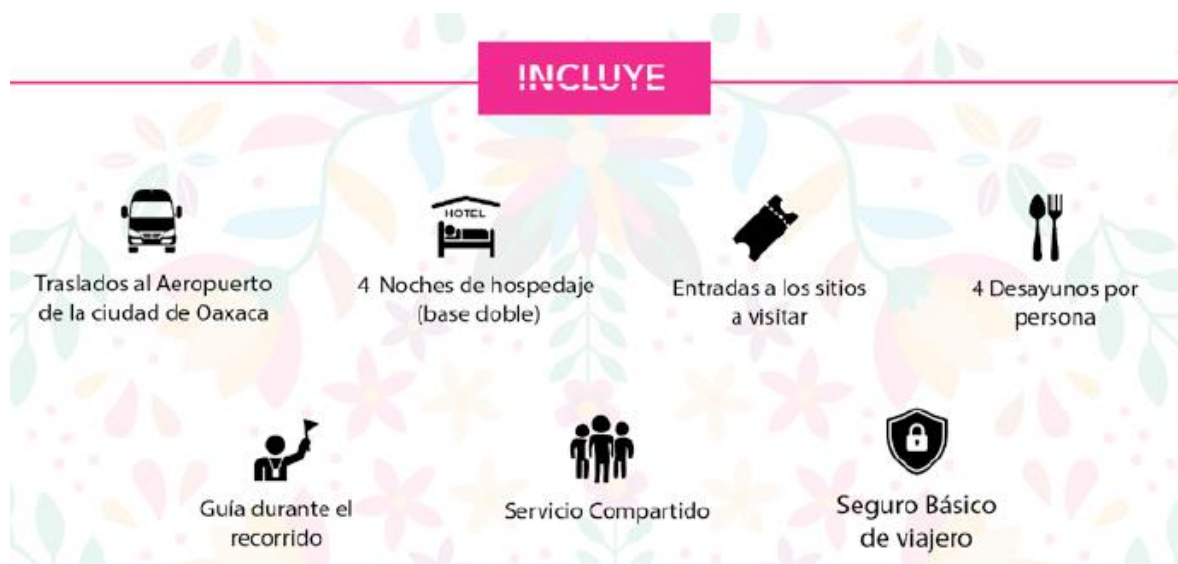 INCLUYE
HOTEL
Traslados al Aeropuerto
de la ciudad de Oaxaca
4 Noches de hospedaje
(base doble)
Entradas a los sitios
a visitar
4 Desayunos por
persona
Guía durante el
recorrido
Servicio Compartido
Seguro Básico
de viajero